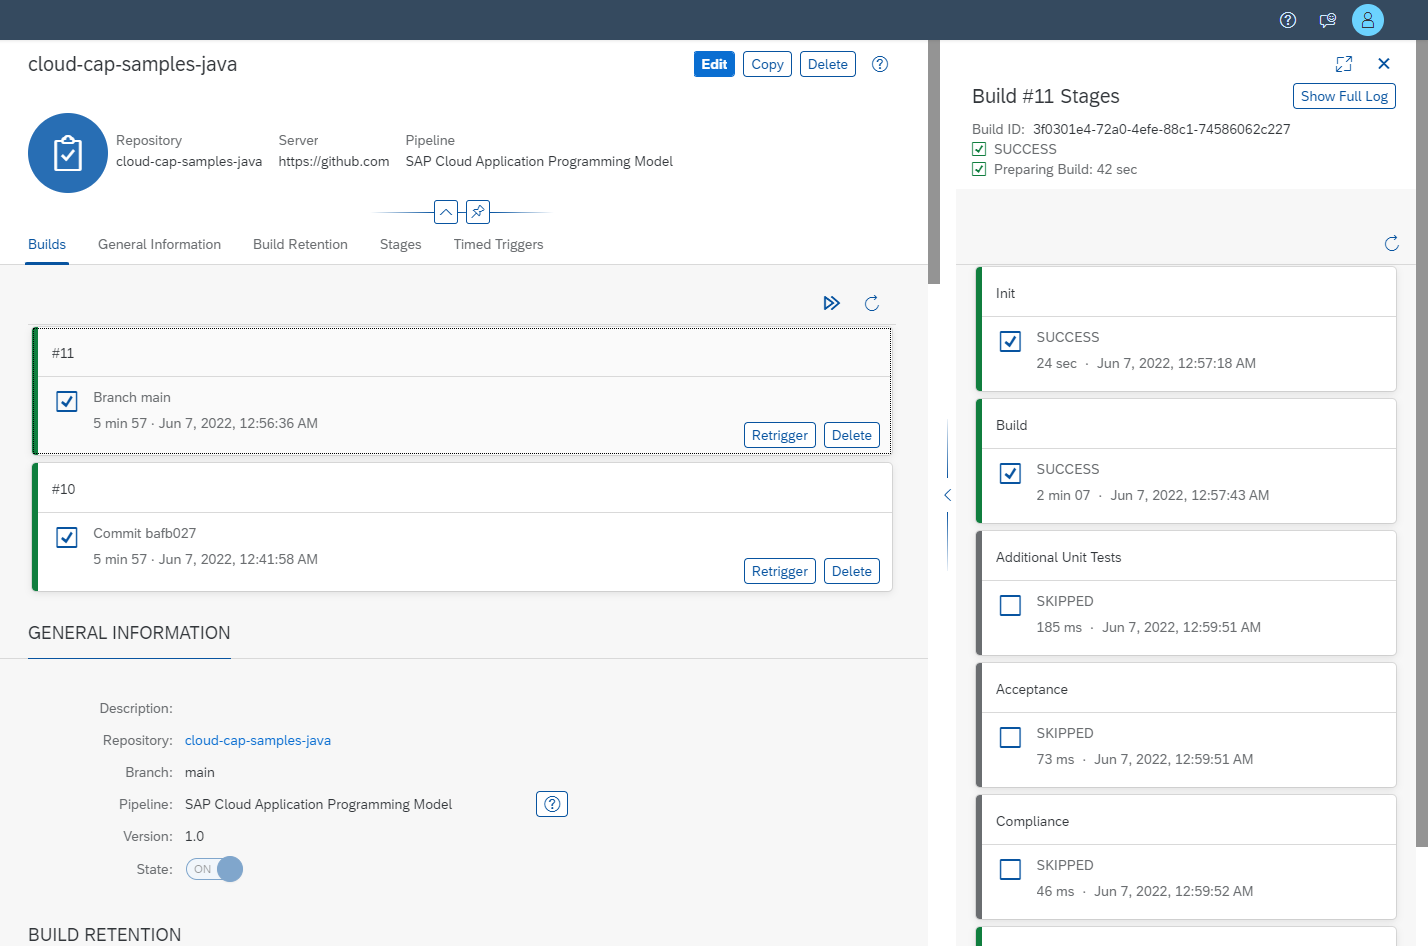 cloud-cap-samples-java
Edit
Copy
Delete
Repository
cloud-cap-samples-java
Server
https://github.com
Pipeline
SAP Cloud Application Programming Model
Builds
General Information
Build Retention
Stages
Timed Triggers
#11
Branch main
5 min 57 · Jun 7, 2022, 12:56:36 AM
Retrigger
Delete
#10
Commit bafb027
5 min 57 · Jun 7, 2022, 12:41:58 AM
Retrigger
Delete
GENERAL INFORMATION
Description:
Repository: cloud-cap-samples-java
Branch: main
Pipeline: SAP Cloud Application Programming Model
Version: 1.0
State: ON
BUILD RETENTION
Build #11 Stages
Show Full Log
Build ID: 3f0301e4-72a0-4efe-88c1-74586062c227
SUCCESS
Preparing Build: 42 sec
Init
SUCCESS
24 sec · Jun 7, 2022, 12:57:18 AM
Build
SUCCESS
2 min 07 · Jun 7, 2022, 12:57:43 AM
Additional Unit Tests
SKIPPED
185 ms · Jun 7, 2022, 12:59:51 AM
Acceptance
SKIPPED
73 ms · Jun 7, 2022, 12:59:51 AM
Compliance
SKIPPED
46 ms · Jun 7, 2022, 12:59:52 AM